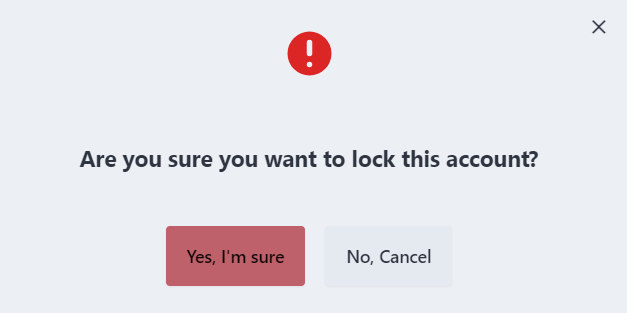 Are you sure you want to lock this account?
Yes, I'm sure
No, Cancel